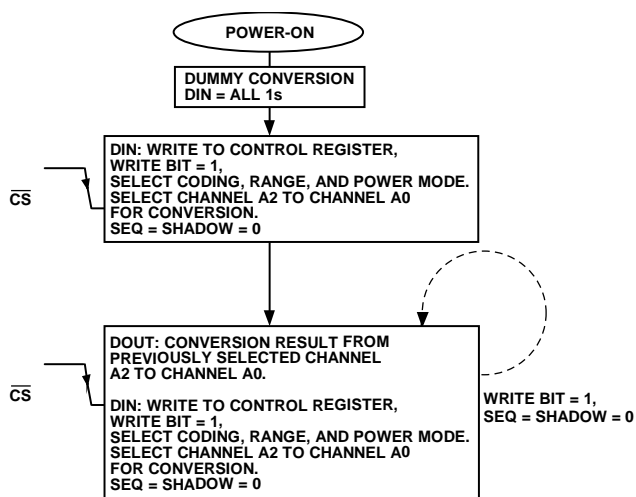 POWER-ON
DUMMY CONVERSION
DIN = ALL 1s
DIN: WRITE TO CONTROL REGISTER,
WRITE BIT = 1,
SELECT CODING, RANGE, AND POWER MODE.
SELECT CHANNEL A2 TO CHANNEL A0
FOR CONVERSION.
SEQ = SHADOW = 0
CS
DOUT: CONVERSION RESULT FROM
PREVIOUSLY SELECTED CHANNEL
A2 TO CHANNEL A0.
CS
DIN: WRITE TO CONTROL REGISTER,
WRITE BIT = 1,
SELECT CODING, RANGE, AND POWER MODE.
SELECT CHANNEL A2 TO CHANNEL A0
FOR CONVERSION.
SEQ = SHADOW = 0
WRITE BIT = 1,
SEQ = SHADOW = 0